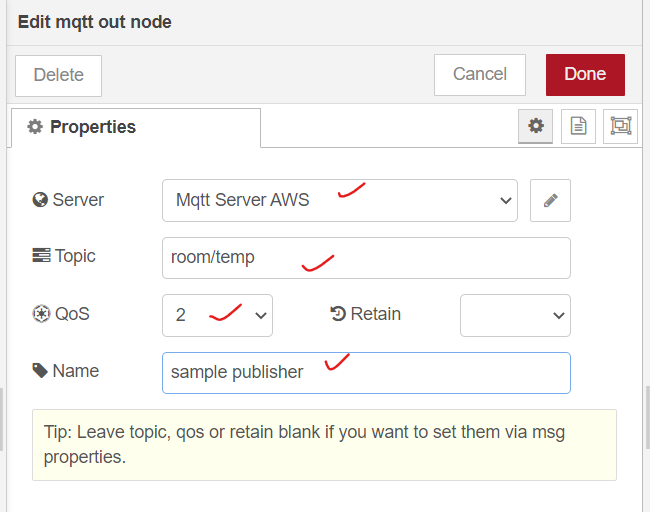 Edit mqtt out node
Delete Cancel Done
Properties
Server Mqtt Server AWS
Topic room/temp
QoS 2 Retain
Name sample publisher
Tip: Leave topic, qos or retain blank if you want to set them via msg
properties.